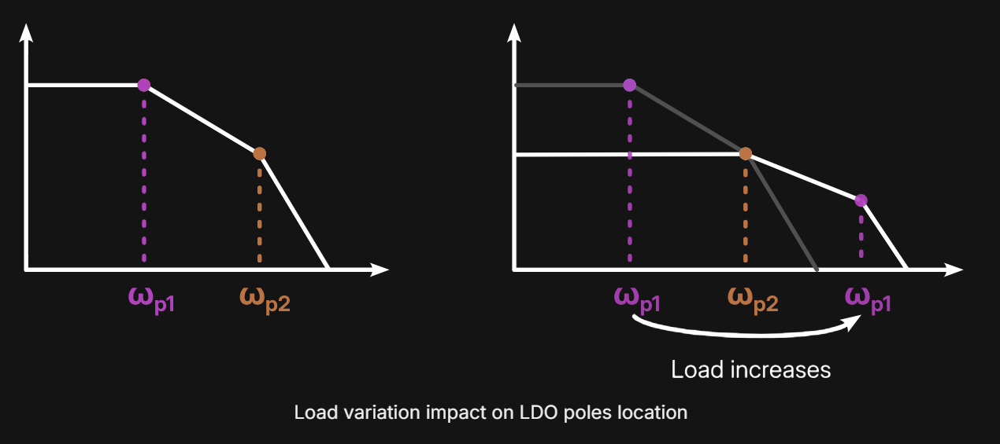 ωp1 ωp2
ωp1 ωp2 ωp1
Load increases
Load variation impact on LDO poles location